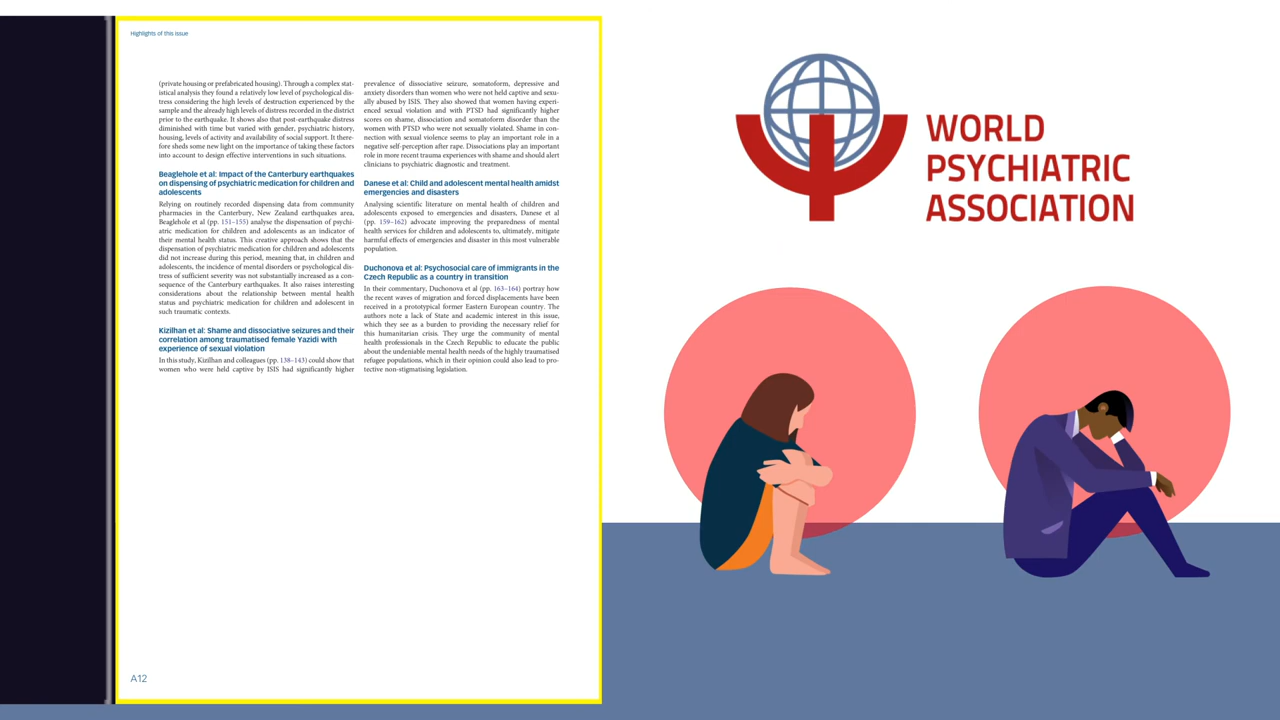 Highlights of this issue
(private housing or prefabricated housing). Through a complex stat-
istical analysis they found a relatively low level of psychological dis-
tress considering the high levels of destruction experienced by the
sample and the already high levels of distress recorded in the district
prior to the earthquake. It shows also that post-earthquake distress
diminished with time but varied with gender, psychiatric history,
housing, levels of activity and availability of social support. It there-
fore sheds some new light on the importance of taking these factors
into account to design effective interventions in such situations.
Beaglehole et al: Impact of the Canterbury earthquakes
on dispensing of psychiatric medication for children and
adolescents
Relying on routinely recorded dispensing data from community
pharmacies in the Canterbury, New Zealand earthquakes area,
Beaglehole et al (pp. 151–155) analyse the dispensation of psychi-
atric medication for children and adolescents as an indicator of
their mental health status. This creative approach shows that the
dispensation of psychiatric medication for children and adolescents
did not increase during this period, meaning that, in children and
adolescents, the incidence of mental disorders or psychological dis-
tress of sufficient severity was not substantially increased as a con-
sequence of the Canterbury earthquakes. It also raises interesting
considerations about the relationship between mental health
status and psychiatric medication for children and adolescent in
such traumatic contexts.
Kizilhan et al: Shame and dissociative seizures and their
correlation among traumatised female Yazidi with
experience of sexual violation
In this study, Kizilhan and colleagues (pp. 138–143) could show that
women who were held captive by ISIS had significantly higher
prevalence of dissociative seizure, somatoform, depressive and
anxiety disorders than women who were not held captive and sexu-
ally abused by ISIS. They also showed that women having experi-
enced sexual violation and with PTSD had significantly higher
scores on shame, dissociation and somatoform disorder than the
women with PTSD who were not sexually violated. Shame in con-
nection with sexual violence seems to play an important role in a
negative self-perception after rape. Dissociations play an important
role in more recent trauma experiences with shame and should alert
clinicians to psychiatric diagnostic and treatment.
Danese et al: Child and adolescent mental health amidst
emergencies and disasters
Analysing scientific literature on mental health of children and
adolescents exposed to emergencies and disasters, Danese et al
(pp. 159–162) advocate improving the preparedness of mental
health services for children and adolescents to, ultimately, mitigate
harmful effects of emergencies and disaster in this most vulnerable
population.
Duchonova et al: Psychosocial care of immigrants in the
Czech Republic as a country in transition
In their commentary, Duchonova et al (pp. 163–164) portray how
the recent waves of migration and forced displacements have been
received in a prototypical former Eastern European country. The
authors note a lack of State and academic interest in this issue,
which they see as a burden to providing the necessary relief for
this humanitarian crisis. They urge the community of mental
health professionals in the Czech Republic to educate the public
about the undeniable mental health needs of the highly traumatised
refugee populations, which in their opinion could also lead to pro-
tective non-stigmatising legislation.
A12
WORLD
PSYCHIATRIC
ASSOCIATION